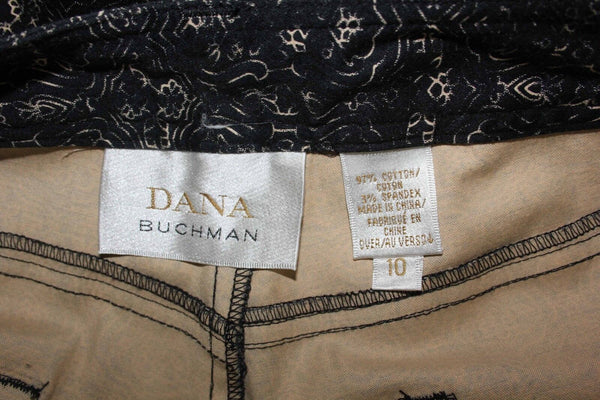 DANA
BUCHMAN
97% COTTON/
COTON
3% SPANDEX
MADE IN CHINA/
FABRIQUÉ EN
CHINE
OVER/AU VERSO
10